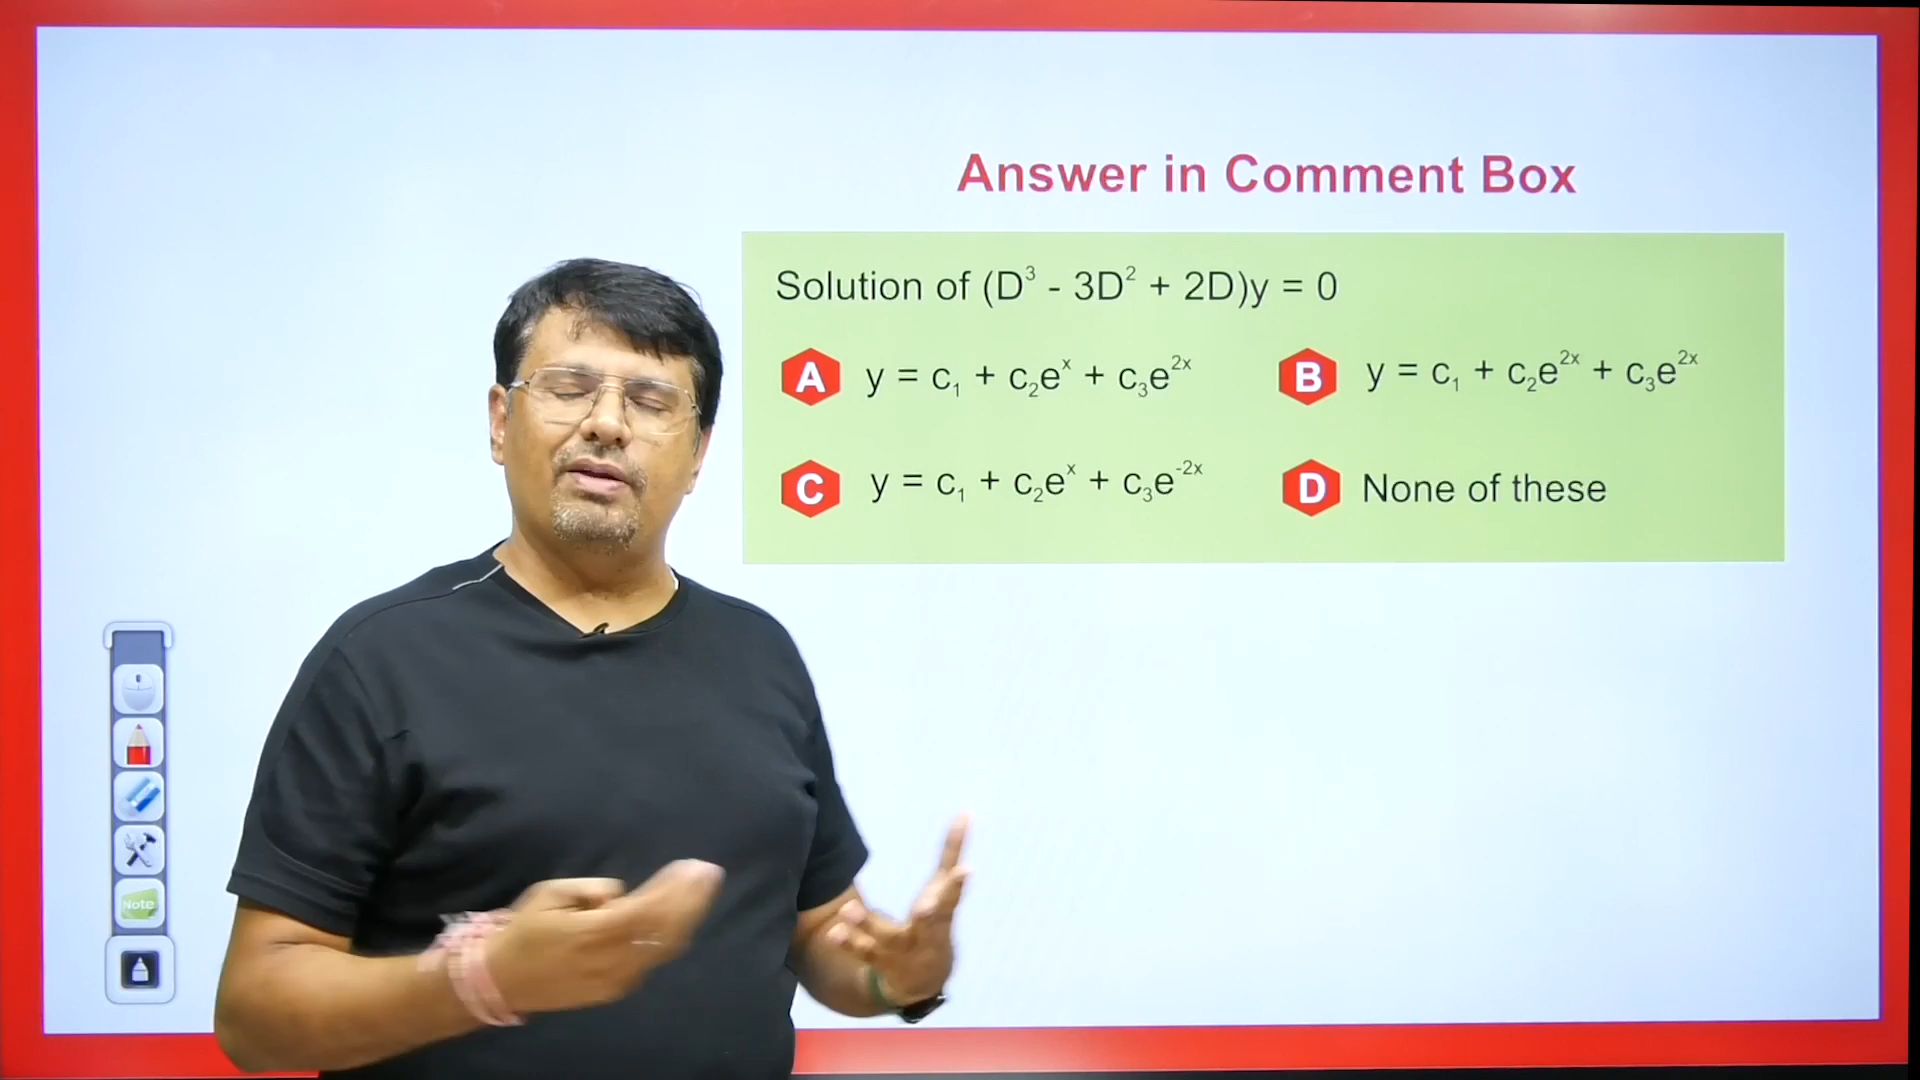 Answer in Comment Box
Solution of (D³ - 3D² + 2D)y = 0
A y = c₁ + c₂eˣ + c₃e²ˣ
B y = c₁ + c₂e²ˣ + c₃e²ˣ
C y = c₁ + c₂eˣ + c₃e⁻²ˣ
D None of these
Note